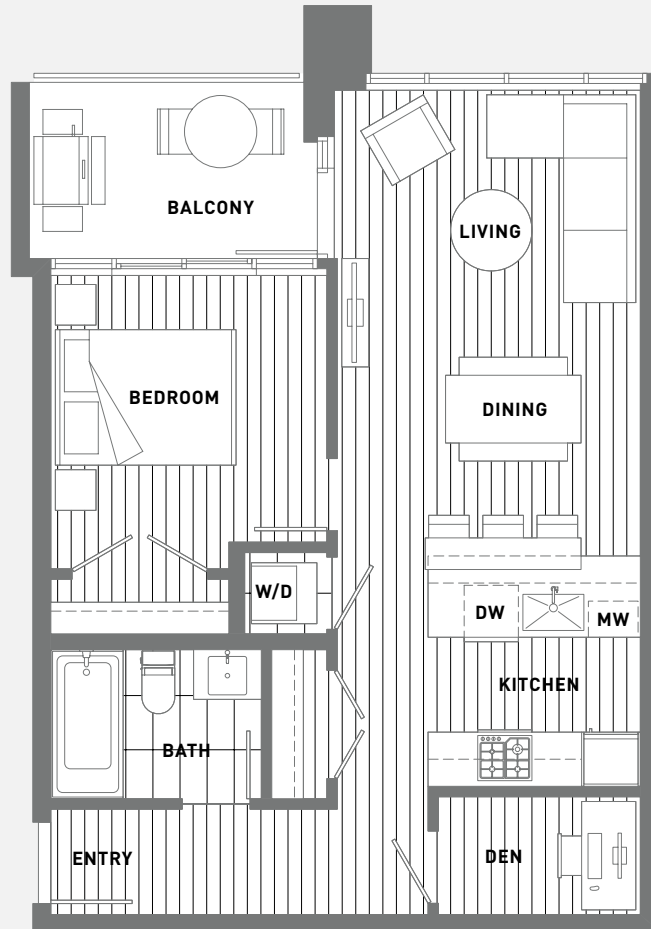 BALCONY
LIVING
BEDROOM
DINING
W/D
DW
MW
KITCHEN
BATH
ENTRY
DEN